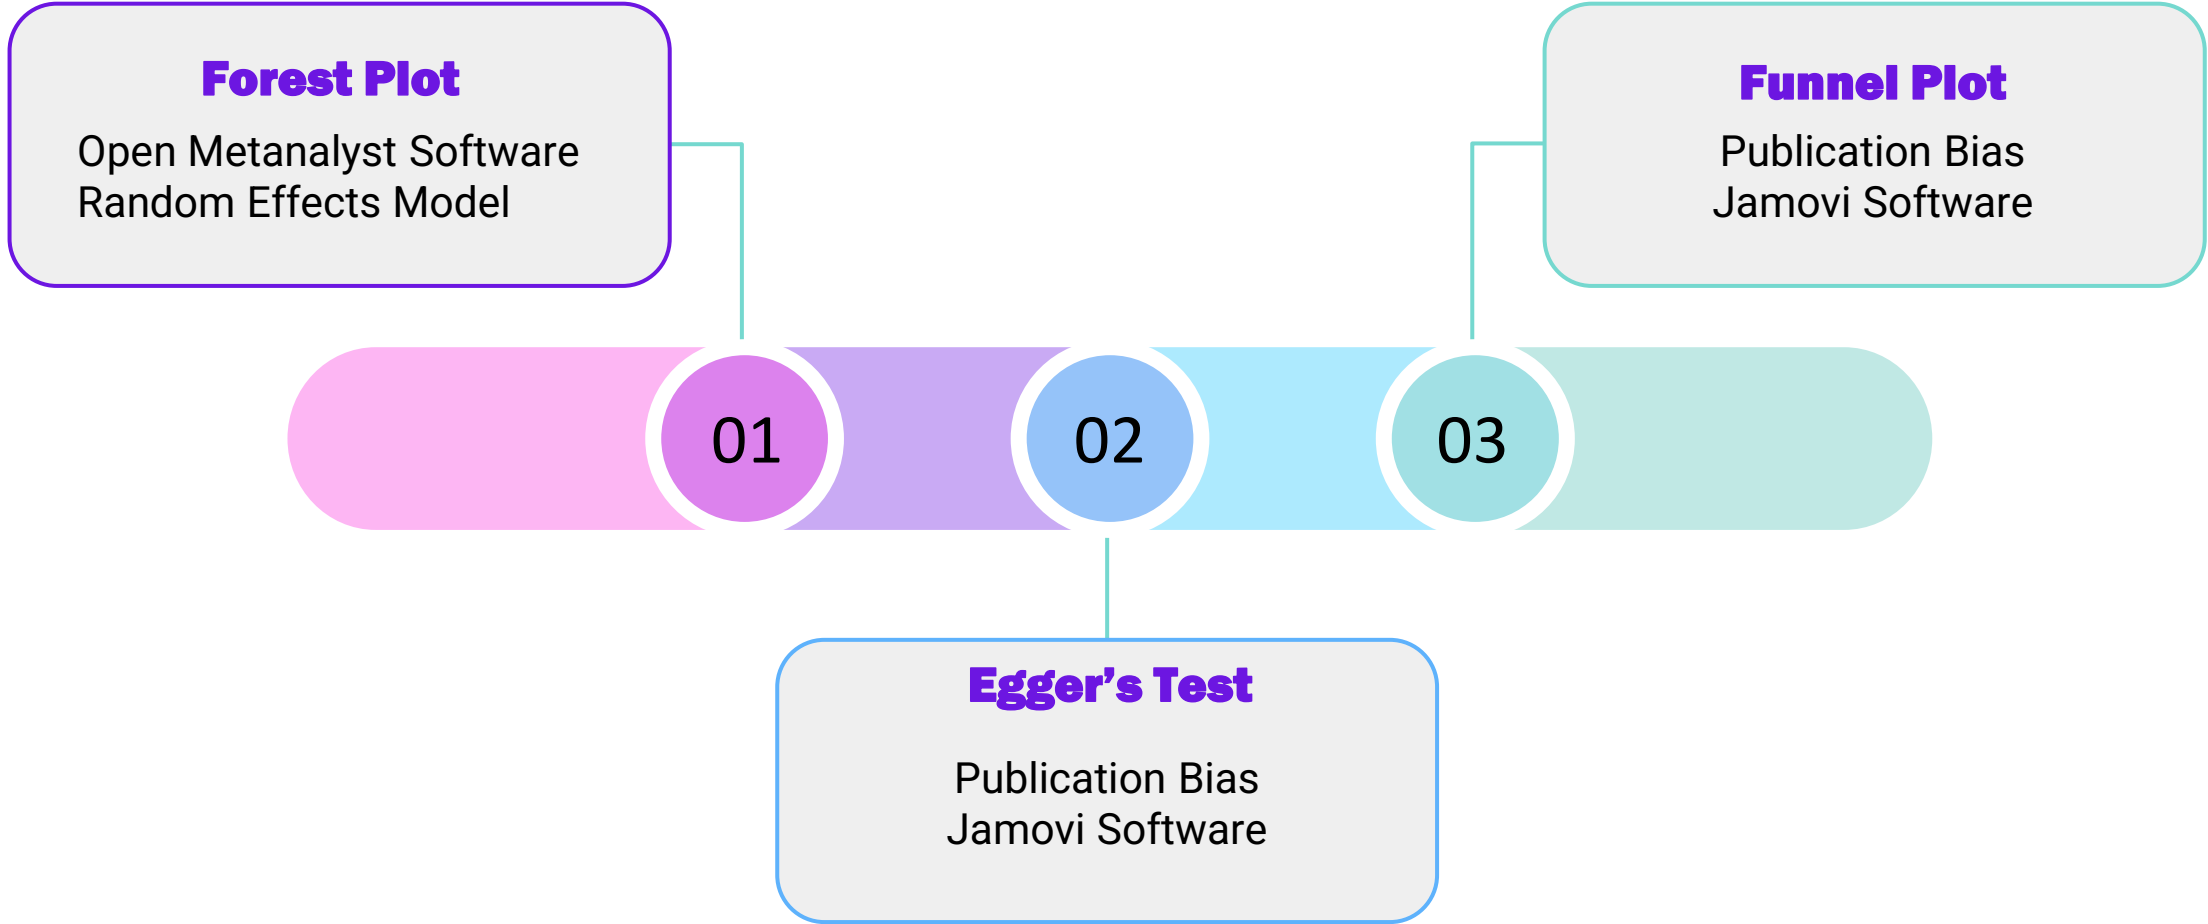 Forest Plot
Open Metanalyst Software
Random Effects Model
Funnel Plot
Publication Bias
Jamovi Software
01
02
03
Egger’s Test
Publication Bias
Jamovi Software